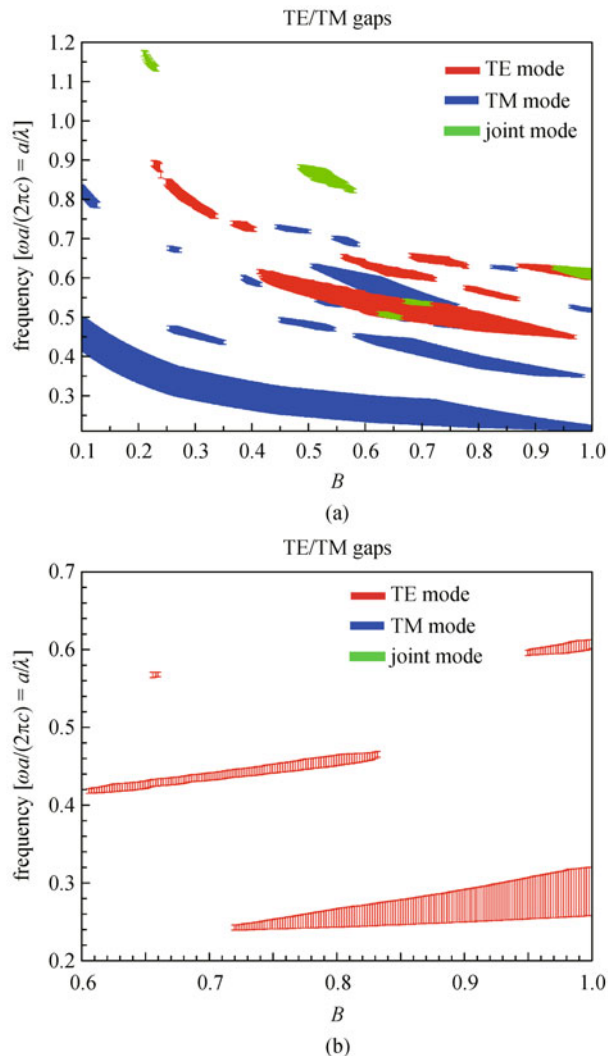 TE/TM gaps
1.2
1.1
1.0
0.9
0.8
0.7
0.6
0.5
0.4
0.3
frequency [ωa/(2πc) = a/λ]
TE mode
TM mode
joint mode
0.1 0.2 0.3 0.4 0.5 0.6 0.7 0.8 0.9 1.0
B
(a)
TE/TM gaps
0.7
0.6
0.5
0.4
0.3
0.2
frequency [ωa/(2πc) = a/λ]
TE mode
TM mode
joint mode
0.6 0.7 0.8 0.9 1.0
B
(b)